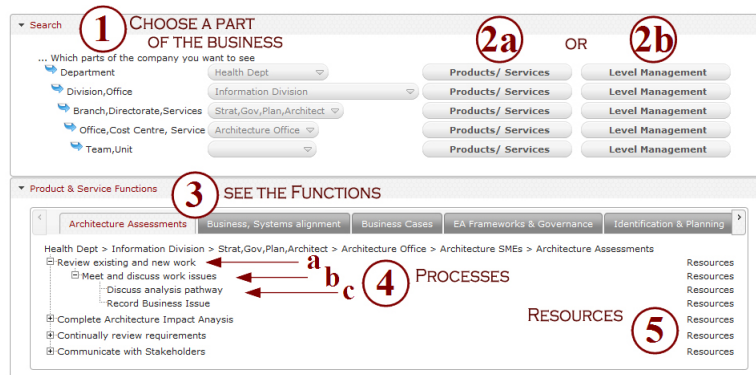 Search
1 CHOOSE A PART
OF THE BUSINESS
2a OR 2b
... Which parts of the company you want to see
Department Health Dept Products/ Services Level Management
Division,Office Information Division Products/ Services Level Management
Branch,Directorate,Services Strat,Gov,Plan,Architect Products/ Services Level Management
Office,Cost Centre, Service Architecture Office Products/ Services Level Management
Team,Unit Products/ Services Level Management
Product & Service Functions 3 SEE THE FUNCTIONS
< Architecture Assessments Business, Systems alignment Business Cases EA Frameworks & Governance Identification & Planning >
Health Dept > Information Division > Strat,Gov,Plan,Architect > Architecture Office > Architecture SMEs > Architecture Assessments
Review existing and new work a Resources
Meet and discuss work issues b 4 PROCESSES Resources
Discuss analysis pathway c Resources
Record Business Issue Resources
Complete Architecture Impact Anaysis RESOURCES 5 Resources
Continually review requirements Resources
Communicate with Stakeholders Resources